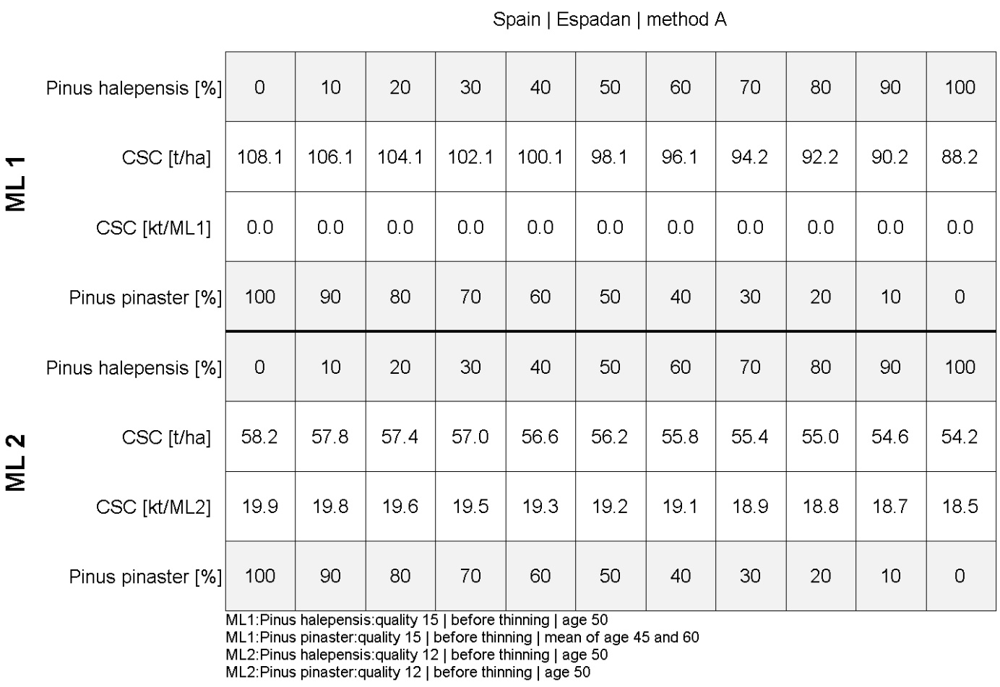 Spain | Espadan | method A
ML 1
Pinus halepensis [%] 0 10 20 30 40 50 60 70 80 90 100
CSC [t/ha] 108.1 106.1 104.1 102.1 100.1 98.1 96.1 94.2 92.2 90.2 88.2
CSC [kt/ML1] 0.0 0.0 0.0 0.0 0.0 0.0 0.0 0.0 0.0 0.0 0.0
Pinus pinaster [%] 100 90 80 70 60 50 40 30 20 10 0
ML 2
Pinus halepensis [%] 0 10 20 30 40 50 60 70 80 90 100
CSC [t/ha] 58.2 57.8 57.4 57.0 56.6 56.2 55.8 55.4 55.0 54.6 54.2
CSC [kt/ML2] 19.9 19.8 19.6 19.5 19.3 19.2 19.1 18.9 18.8 18.7 18.5
Pinus pinaster [%] 100 90 80 70 60 50 40 30 20 10 0
ML1:Pinus halepensis:quality 15 | before thinning | age 50
ML1:Pinus pinaster:quality 15 | before thinning | mean of age 45 and 60
ML2:Pinus halepensis:quality 12 | before thinning | age 50
ML2:Pinus pinaster:quality 12 | before thinning | age 50